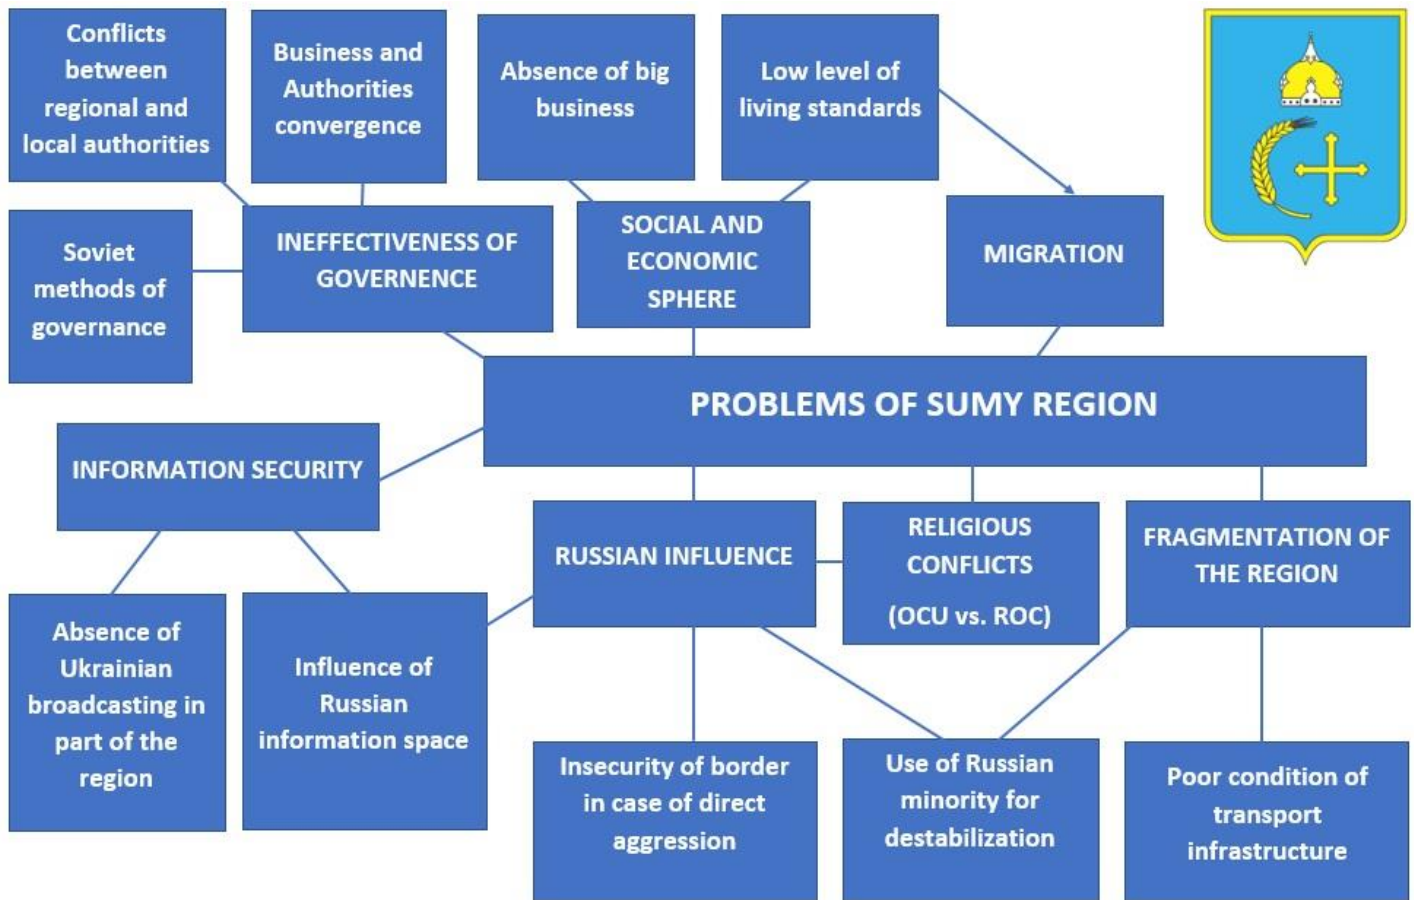 Conflicts
between
regional and
local authorities
Business and
Authorities
convergence
Absence of big
business
Low level of
living standards
Soviet
methods of
governance
INEFFECTIVENESS OF
GOVERNENCE
SOCIAL AND
ECONOMIC
SPHERE
MIGRATION
PROBLEMS OF SUMY REGION
INFORMATION SECURITY
RUSSIAN INFLUENCE
RELIGIOUS
CONFLICTS
(OCU vs. ROC)
FRAGMENTATION OF
THE REGION
Absence of
Ukrainian
broadcasting in
part of the
region
Influence of
Russian
information space
Insecurity of border
in case of direct
aggression
Use of Russian
minority for
destabilization
Poor condition of
transport
infrastructure